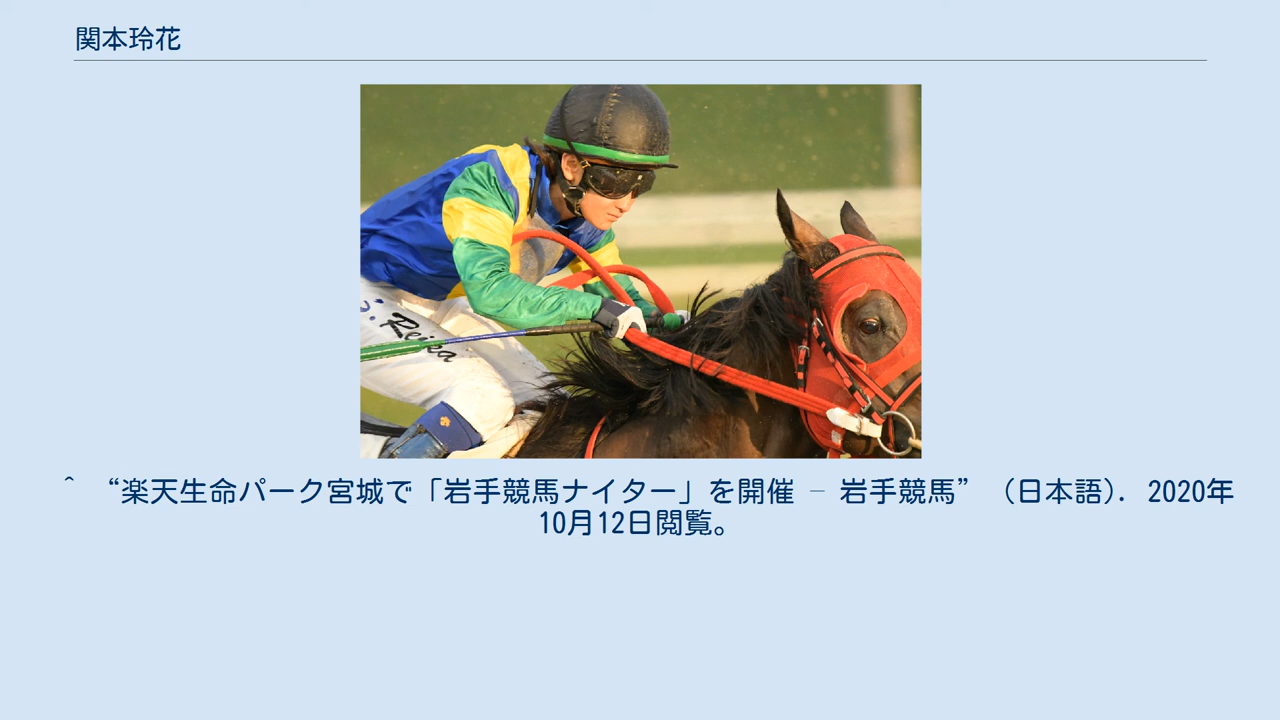 関本玲花
S. Reika
^ “楽天生命パーク宮城で「岩手競馬ナイター」を開催 – 岩手競馬” (日本語). 2020年
10月12日閲覧。